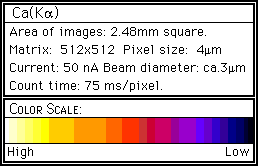 Ca(Kα)
Area of images: 2.48mm square.
Matrix: 512x512 Pixel size: 4μm
Current: 50 nA Beam diameter: ca.3μm
Count time: 75 ms/pixel.
COLOR SCALE:
High Low